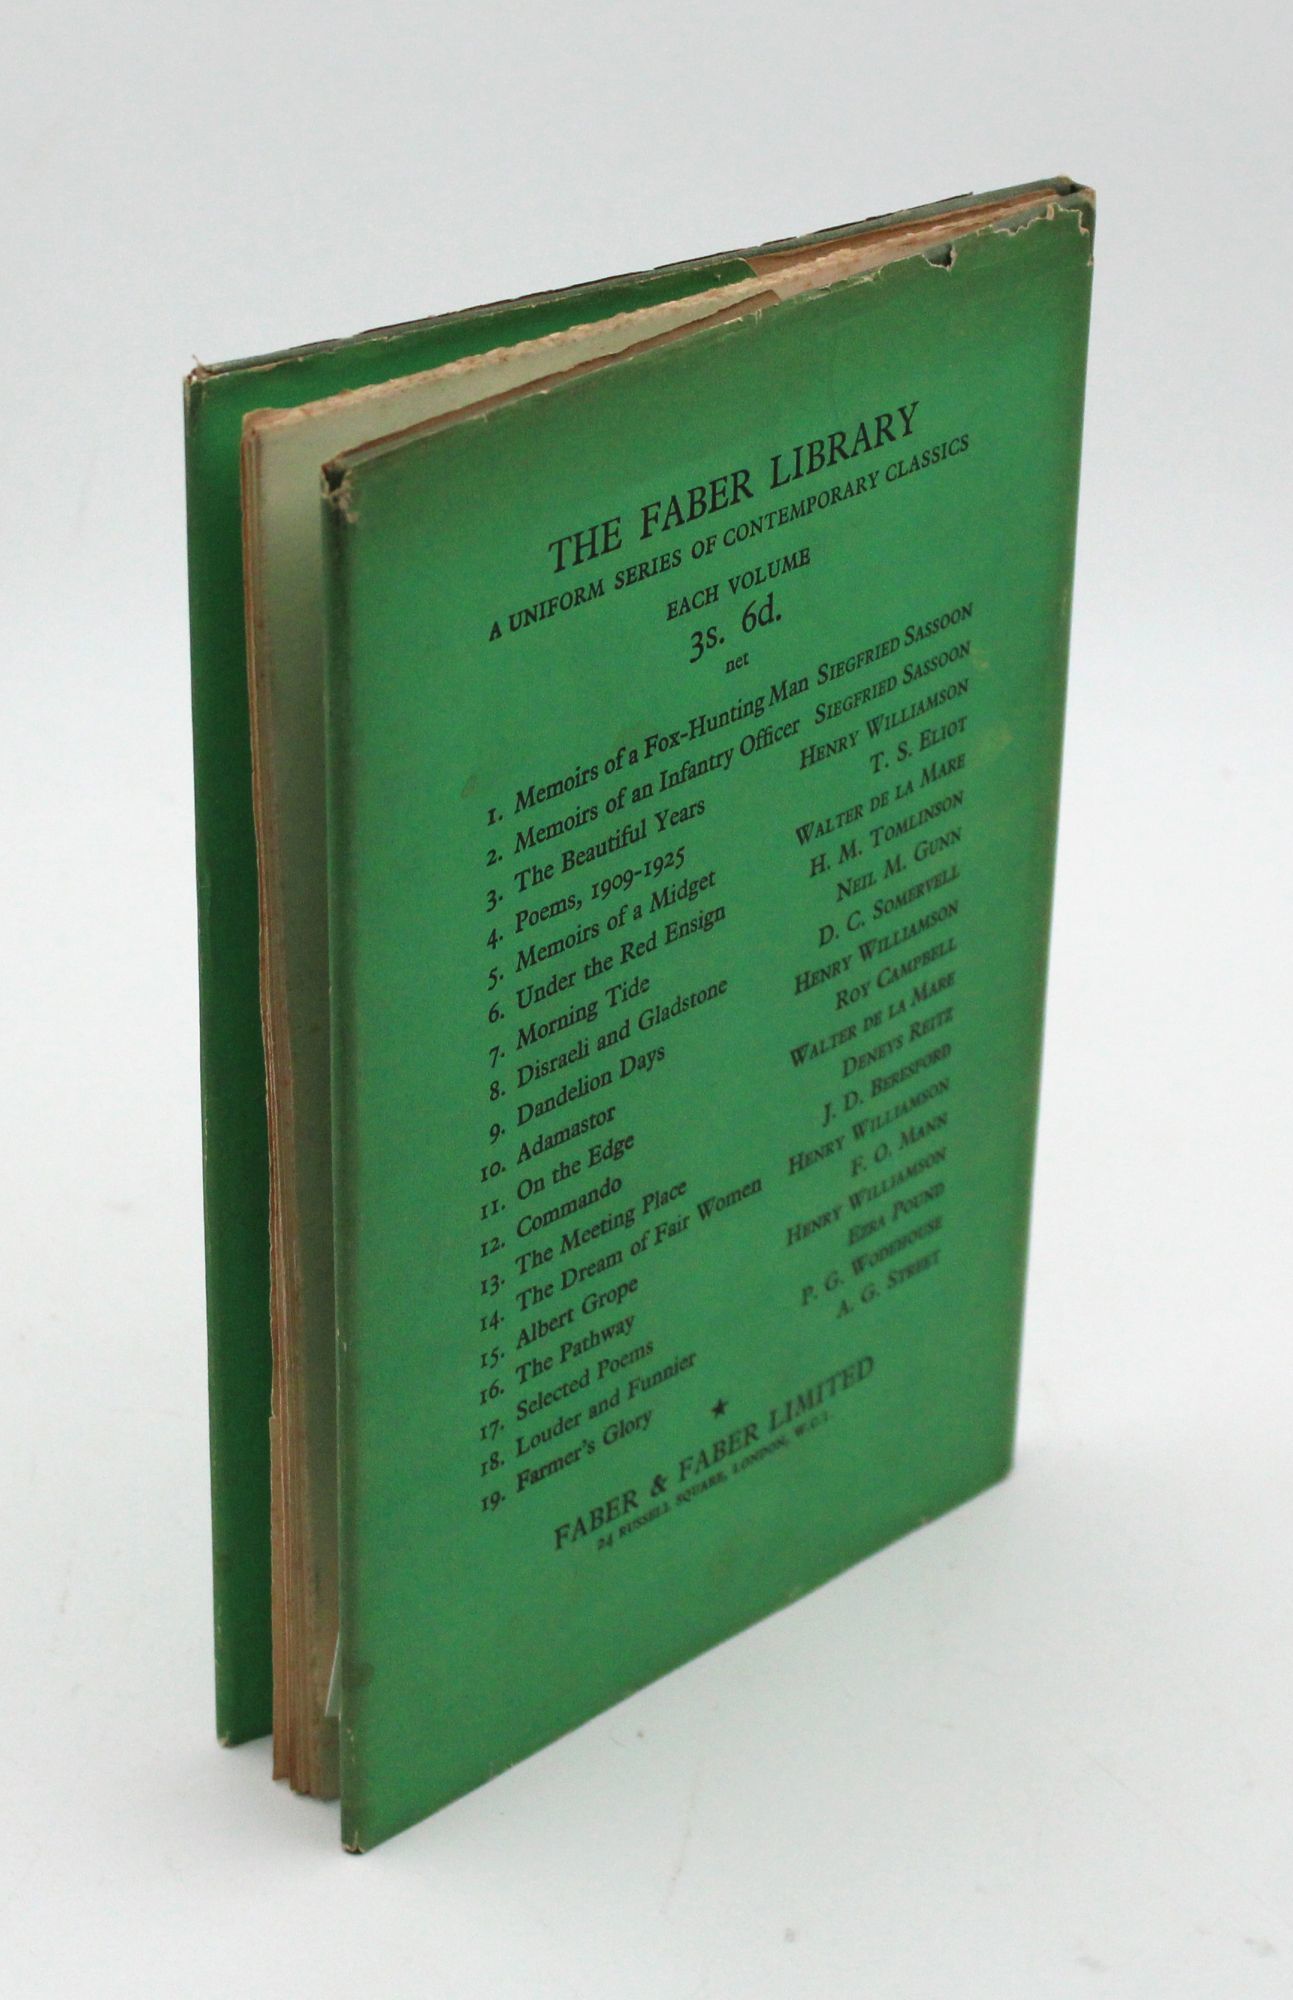 THE FABER LIBRARY
A UNIFORM SERIES OF CONTEMPORARY CLASSICS
EACH VOLUME
3s. 6d.
net
1. Memoirs of a Fox-Hunting Man SIEGFRIED SASSOON
2. Memoirs of an Infantry Officer SIEGFRIED SASSOON
3. The Beautiful Years HENRY WILLIAMSON
4. Poems, 1909-1925 T. S. ELIOT
5. Memoirs of a Midget WALTER DE LA MARE
6. Under the Red Ensign H. M. TOMLINSON
7. Morning Tide NEIL M. GUNN
8. Disraeli and Gladstone D. C. SOMERVELL
9. Dandelion Days HENRY WILLIAMSON
10. Adamastor ROY CAMPBELL
11. On the Edge WALTER DE LA MARE
12. Commando DENEYS REITZ
13. The Meeting Place J. D. BERESFORD
14. The Dream of Fair Women HENRY WILLIAMSON
15. Albert Grope F. O. MANN
16. The Pathway HENRY WILLIAMSON
17. Selected Poems EZRA POUND
18. Louder and Funnier P. G. WODEHOUSE
19. Farmer's Glory A. G. STREET
FABER & FABER LIMITED
24 RUSSELL SQUARE, LONDON, W.C.1.